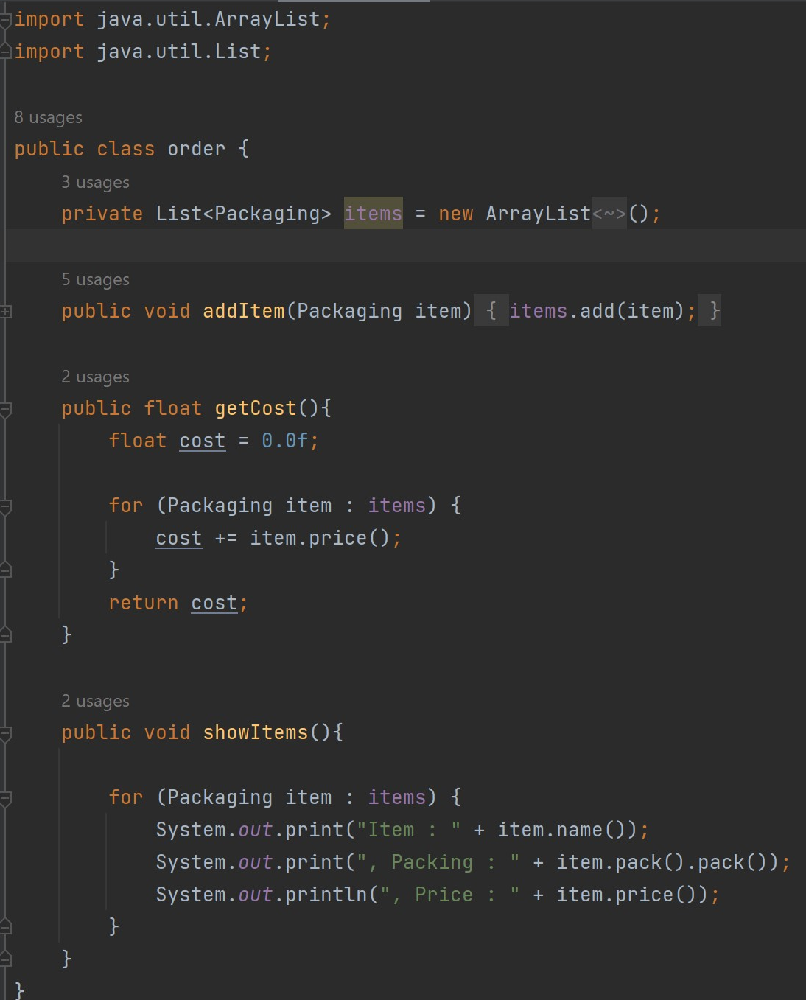 import java.util.ArrayList;
import java.util.List;
8 usages
public class order {
3 usages
private List<Packaging> items = new ArrayList<~>();
5 usages
public void addItem(Packaging item) { items.add(item); }
2 usages
public float getCost(){
float cost = 0.0f;
for (Packaging item : items) {
cost += item.price();
}
return cost;
}
2 usages
public void showItems(){
for (Packaging item : items) {
System.out.print("Item : " + item.name());
System.out.print(", Packing : " + item.pack().pack());
System.out.println(", Price : " + item.price());
}
}
}